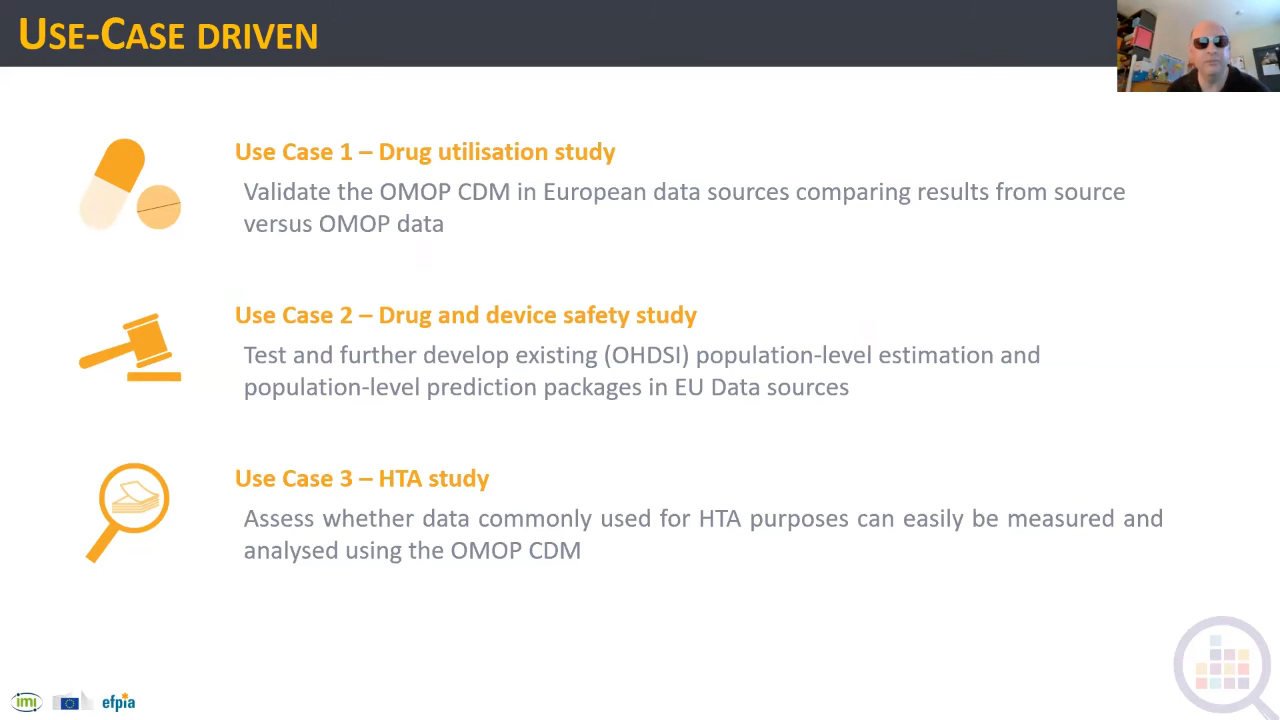 USE-CASE DRIVEN
Use Case 1 – Drug utilisation study
Validate the OMOP CDM in European data sources comparing results from source
versus OMOP data
Use Case 2 – Drug and device safety study
Test and further develop existing (OHDSI) population-level estimation and
population-level prediction packages in EU Data sources
Use Case 3 – HTA study
Assess whether data commonly used for HTA purposes can easily be measured and
analysed using the OMOP CDM
imi
efpia